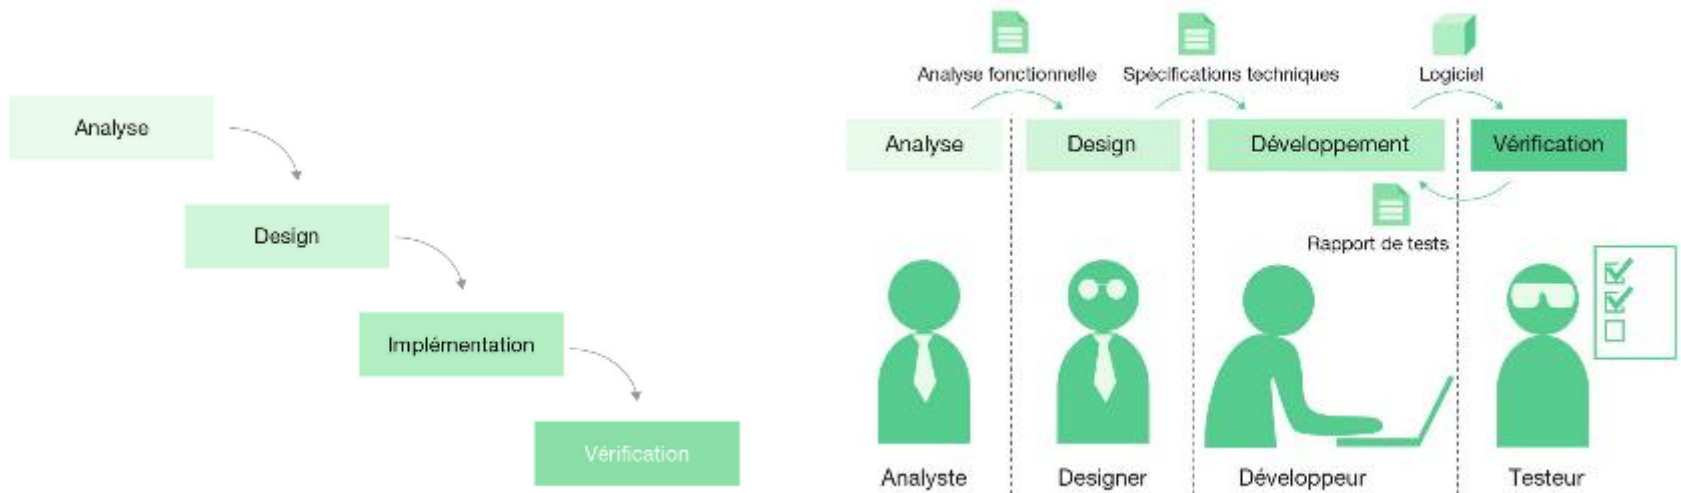 Analyse
Design
Implémentation
Vérification
Analyse fonctionnelle
Spécifications techniques
Logiciel
Analyse
Design
Développement
Vérification
Rapport de tests
Analyste
Designer
Développeur
Testeur